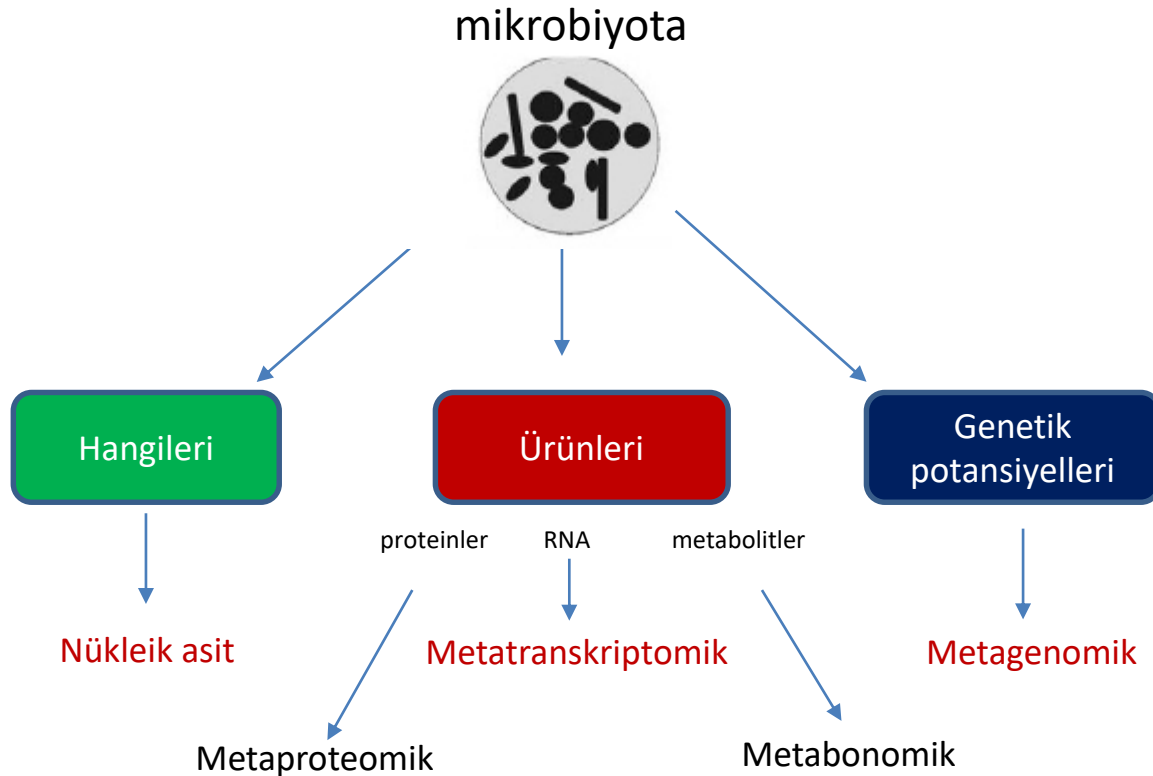 mikrobiyota
Hangileri
Ürünleri
Genetik
potansiyelleri
proteinler
RNA
metabolitler
Nükleik asit
Metatranskriptomik
Metagenomik
Metaproteomik
Metabonomik